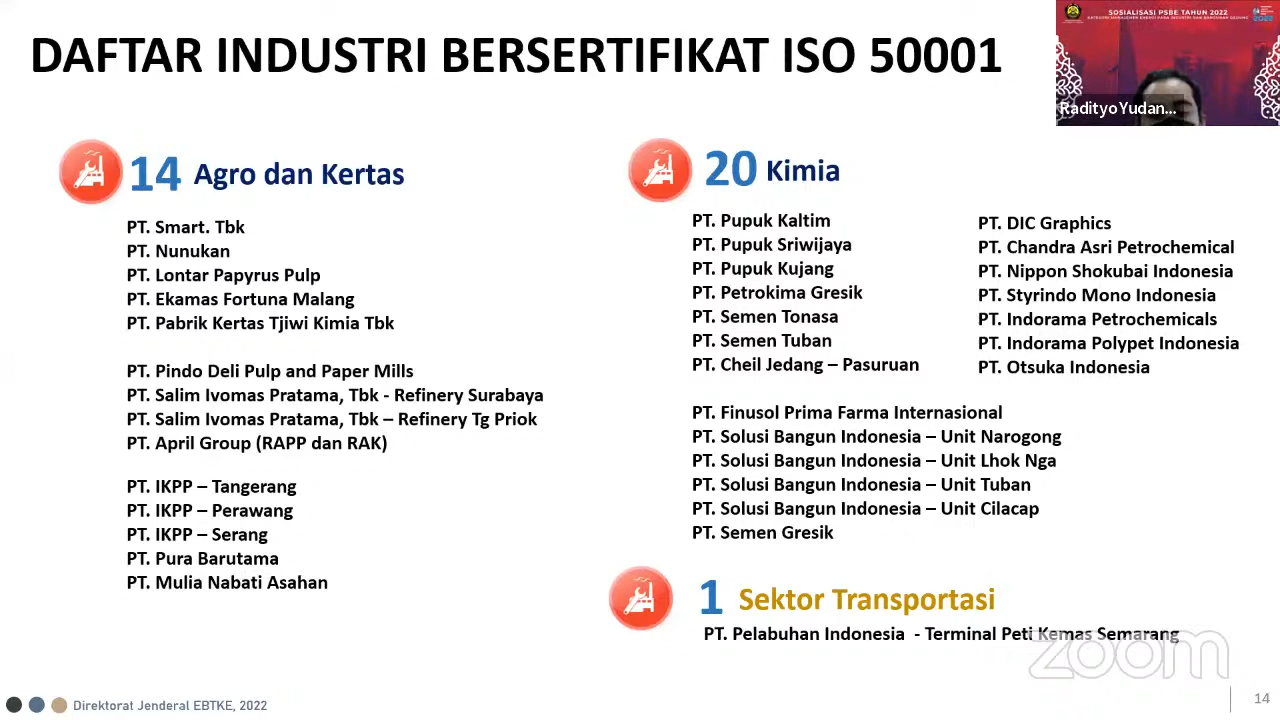 DAFTAR INDUSTRI BERSERTIFIKAT ISO 50001
SOSIALISASI PSBE TAHUN 2022
KATEGORI MANAJEMEN ENERGI PADA INDUSTRI DAN BANGUNAN GEDUNG
2022
RadityoYudan...
14 Agro dan Kertas
PT. Smart. Tbk
PT. Nunukan
PT. Lontar Papyrus Pulp
PT. Ekamas Fortuna Malang
PT. Pabrik Kertas Tjiwi Kimia Tbk
PT. Pindo Deli Pulp and Paper Mills
PT. Salim Ivomas Pratama, Tbk - Refinery Surabaya
PT. Salim Ivomas Pratama, Tbk – Refinery Tg Priok
PT. April Group (RAPP dan RAK)
PT. IKPP – Tangerang
PT. IKPP – Perawang
PT. IKPP – Serang
PT. Pura Barutama
PT. Mulia Nabati Asahan
20 Kimia
PT. Pupuk Kaltim
PT. Pupuk Sriwijaya
PT. Pupuk Kujang
PT. Petrokima Gresik
PT. Semen Tonasa
PT. Semen Tuban
PT. Cheil Jedang – Pasuruan
PT. DIC Graphics
PT. Chandra Asri Petrochemical
PT. Nippon Shokubai Indonesia
PT. Styrindo Mono Indonesia
PT. Indorama Petrochemicals
PT. Indorama Polypet Indonesia
PT. Otsuka Indonesia
PT. Finusol Prima Farma Internasional
PT. Solusi Bangun Indonesia – Unit Narogong
PT. Solusi Bangun Indonesia – Unit Lhok Nga
PT. Solusi Bangun Indonesia – Unit Tuban
PT. Solusi Bangun Indonesia – Unit Cilacap
PT. Semen Gresik
1 Sektor Transportasi
PT. Pelabuhan Indonesia - Terminal Peti Kemas Semarang
zoom
Direktorat Jenderal EBTKE, 2022
14